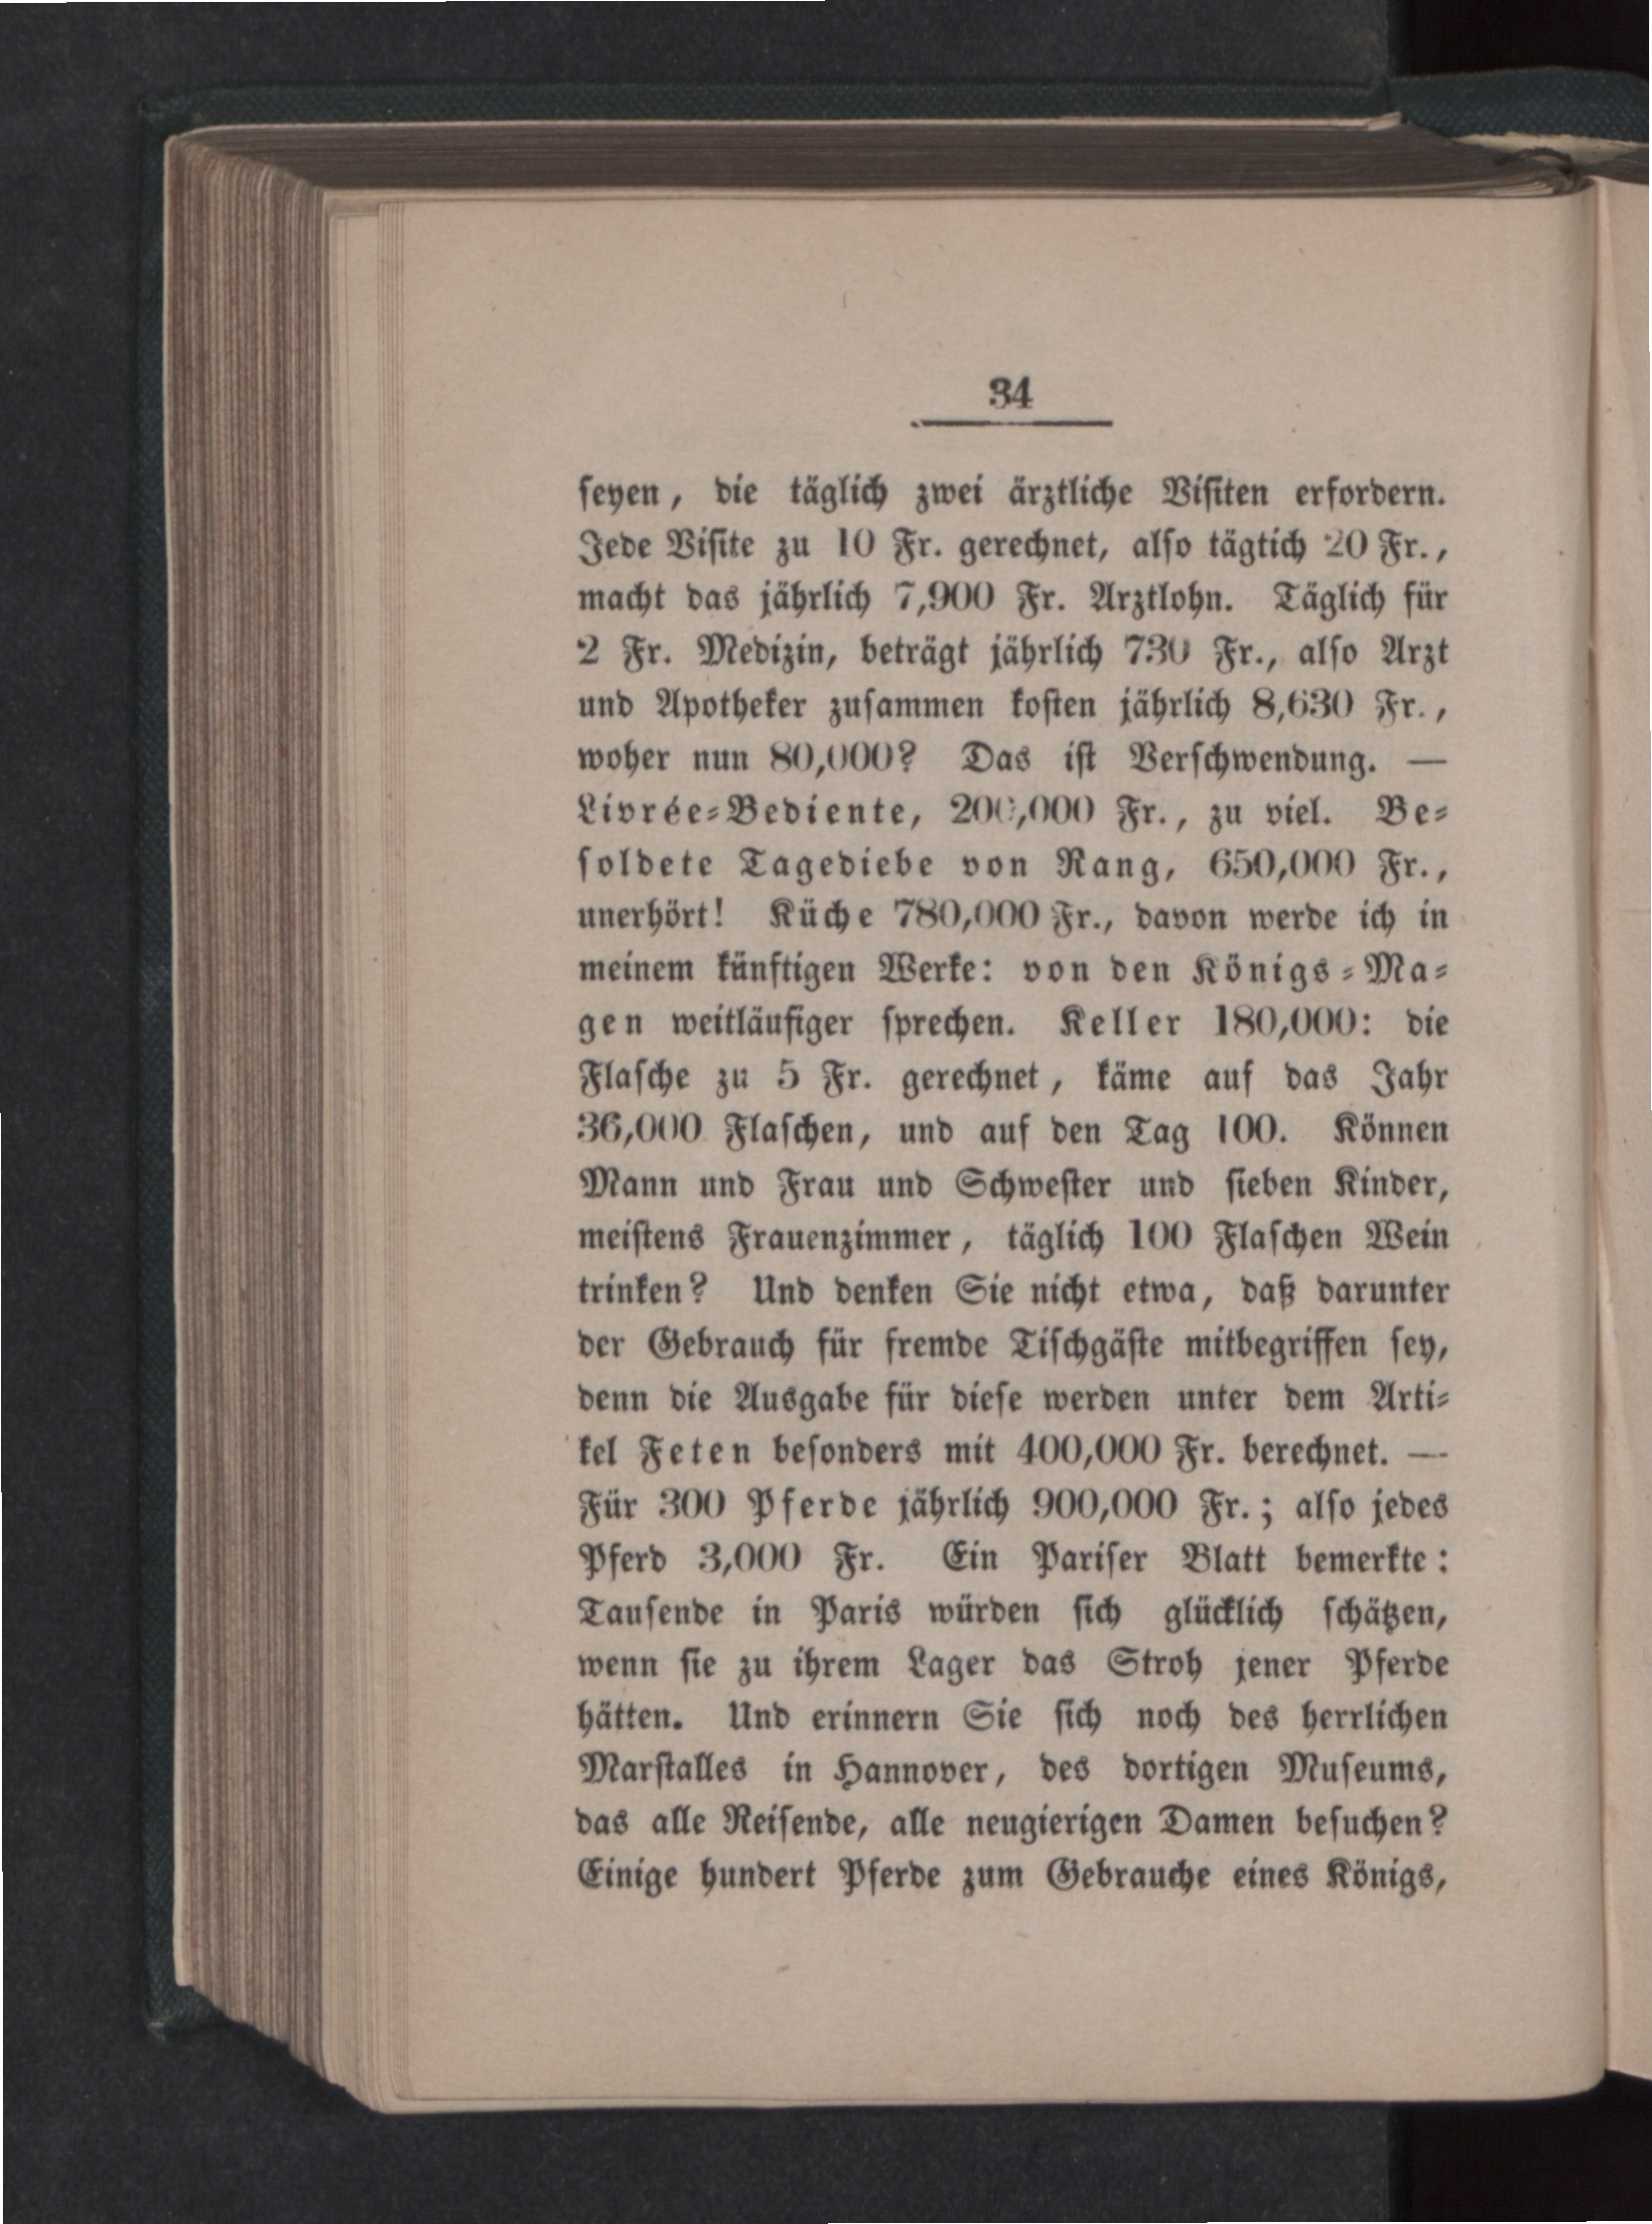 34
seyen, die täglich zwei ärztliche Visiten erfordern.
Jede Visite zu 10 Fr. gerechnet, also tägtich 20 Fr.,
macht das jährlich 7,900 Fr. Arztlohn. Täglich für
2 Fr. Medizin, beträgt jährlich 730 Fr., also Arzt
und Apotheker zusammen kosten jährlich 8,630 Fr.,
woher nun 80,000? Das ist Verschwendung. —
Livrée-Bediente, 200,000 Fr., zu viel. Be-
soldete Tagediebe von Rang, 650,000 Fr.,
unerhört! Küche 780,000 Fr., davon werde ich in
meinem künftigen Werke: von den Königs-Ma-
gen weitläufiger sprechen. Keller 180,000: die
Flasche zu 5 Fr. gerechnet, käme auf das Jahr
36,000 Flaschen, und auf den Tag 100. Können
Mann und Frau und Schwester und sieben Kinder,
meistens Frauenzimmer, täglich 100 Flaschen Wein
trinken? Und denken Sie nicht etwa, daß darunter
der Gebrauch für fremde Tischgäste mitbegriffen sey,
denn die Ausgabe für diese werden unter dem Arti-
kel Feten besonders mit 400,000 Fr. berechnet. —
Für 300 Pferde jährlich 900,000 Fr.; also jedes
Pferd 3,000 Fr. Ein Pariser Blatt bemerkte:
Tausende in Paris würden sich glücklich schätzen,
wenn sie zu ihrem Lager das Stroh jener Pferde
hätten. Und erinnern Sie sich noch des herrlichen
Marstalles in Hannover, des dortigen Museums,
das alle Reisende, alle neugierigen Damen besuchen?
Einige hundert Pferde zum Gebrauche eines Königs,